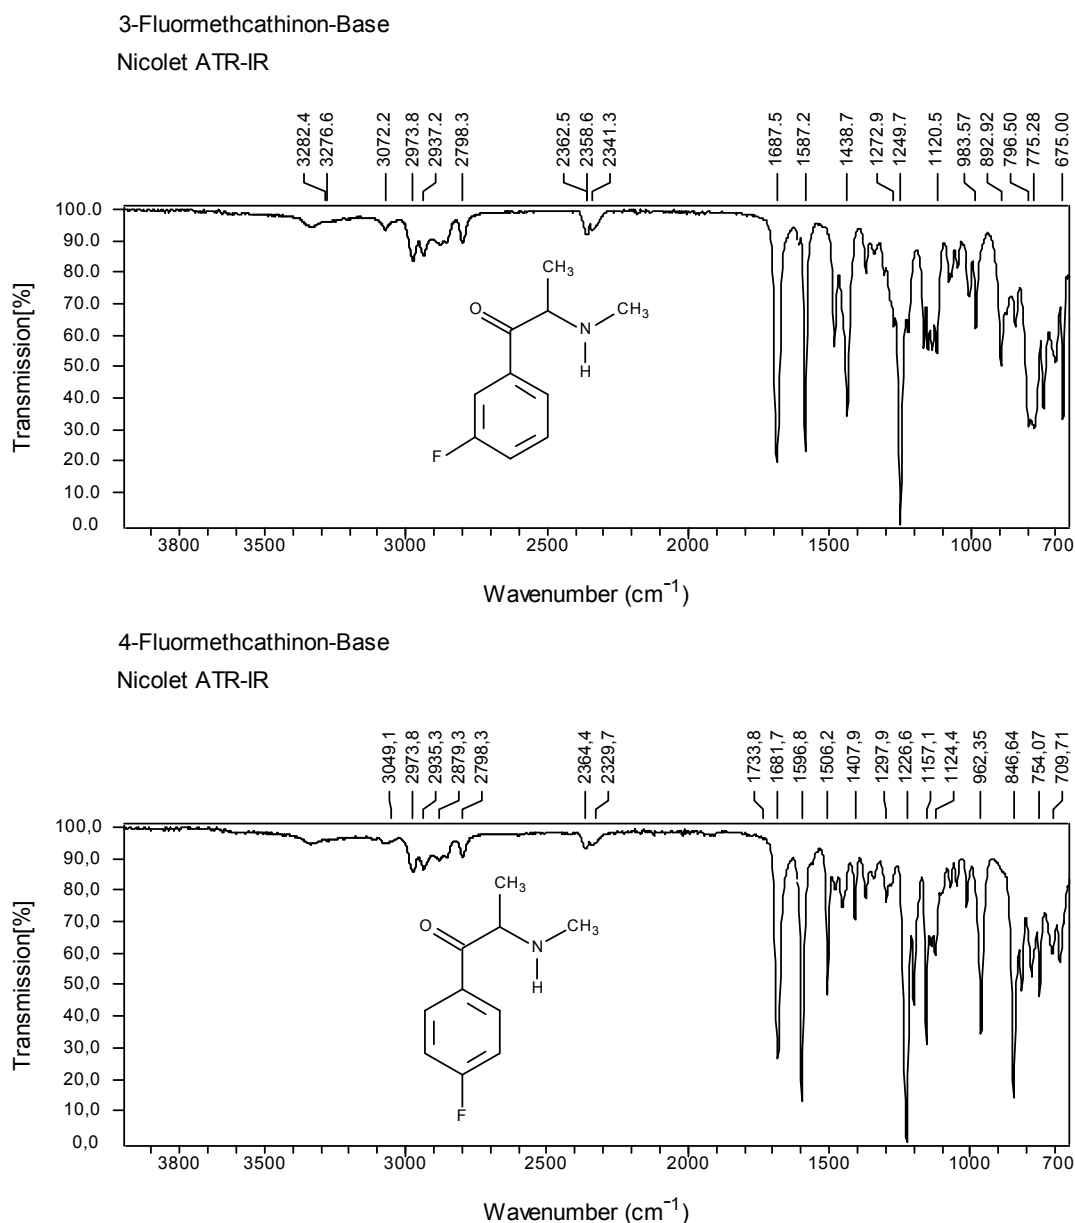 3-Fluormethcathinon-Base
Nicolet ATR-IR
3282.4
3276.6
3072.2
2973.8
2937.2
2798.3
2362.5
2358.6
2341.3
1687.5
1587.2
1438.7
1272.9
1249.7
1120.5
983.57
892.92
796.50
775.28
675.00
Transmission[%]
100.0
90.0
80.0
70.0
60.0
50.0
40.0
30.0
20.0
10.0
0.0
CH3
O
N
CH3
H
F
3800 3500 3000 2500 2000 1500 1000 700
Wavenumber (cm−1)
4-Fluormethcathinon-Base
Nicolet ATR-IR
3049,1
2973,8
2935,3
2879,3
2798,3
2364,4
2329,7
1733,8
1681,7
1596,8
1506,2
1407,9
1297,9
1226,6
1157,1
1124,4
962,35
846,64
754,07
709,71
Transmission[%]
100,0
90,0
80,0
70,0
60,0
50,0
40,0
30,0
20,0
10,0
0,0
CH3
O
N
CH3
H
F
3800 3500 3000 2500 2000 1500 1000 700
Wavenumber (cm−1)